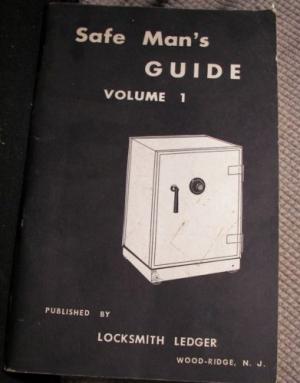 Safe Man's
GUIDE
VOLUME 1
PUBLISHED BY
LOCKSMITH LEDGER
WOOD-RIDGE, N. J.